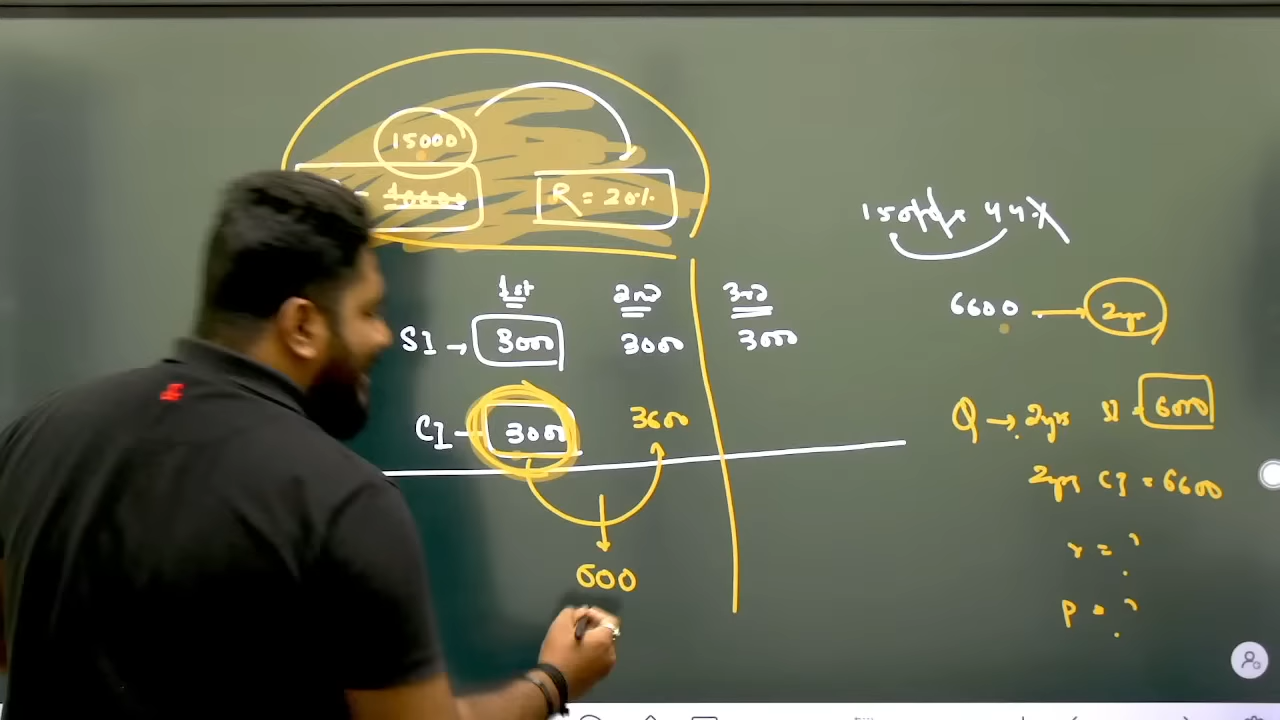 15000
R = 20%
1st 2nd 3rd
SI → 3000 3000 3000
CI → 3000 3600
600
15000 × 44%
6600 → 2yr
Q → 2yrs SI = 6000
2yrs CI = 6600
r = ?
P = ?